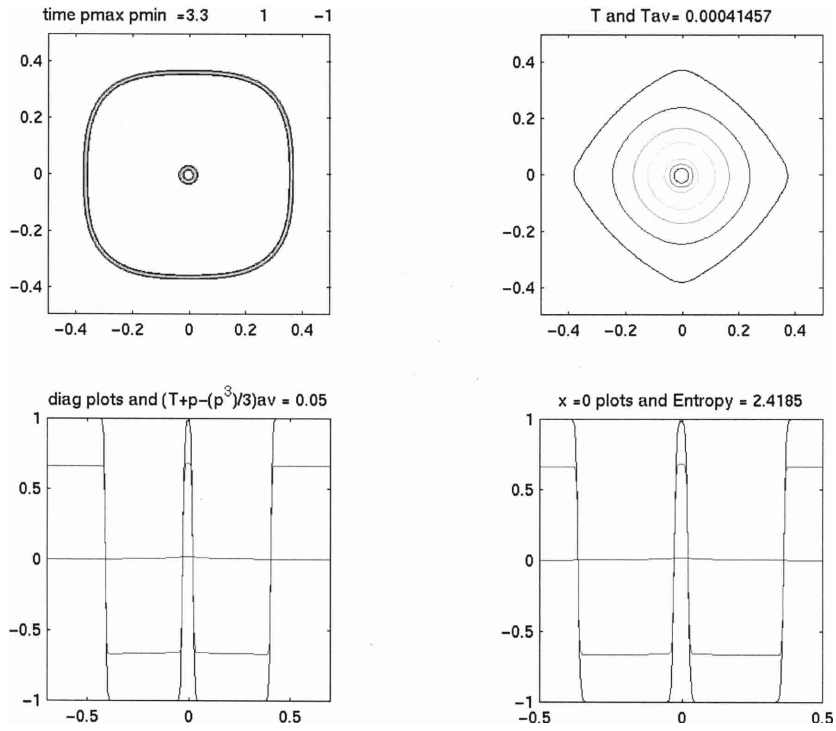 time pmax pmin =3.3 1 -1
0.4
0.2
0
-0.2
-0.4
-0.4 -0.2 0 0.2 0.4
T and Tav= 0.00041457
0.4
0.2
0
-0.2
-0.4
-0.4 -0.2 0 0.2 0.4
diag plots and (T+p-(p^3)/3)av = 0.05
1
0.5
0
-0.5
-1
-0.5 0 0.5
x =0 plots and Entropy = 2.4185
1
0.5
0
-0.5
-1
-0.5 0 0.5